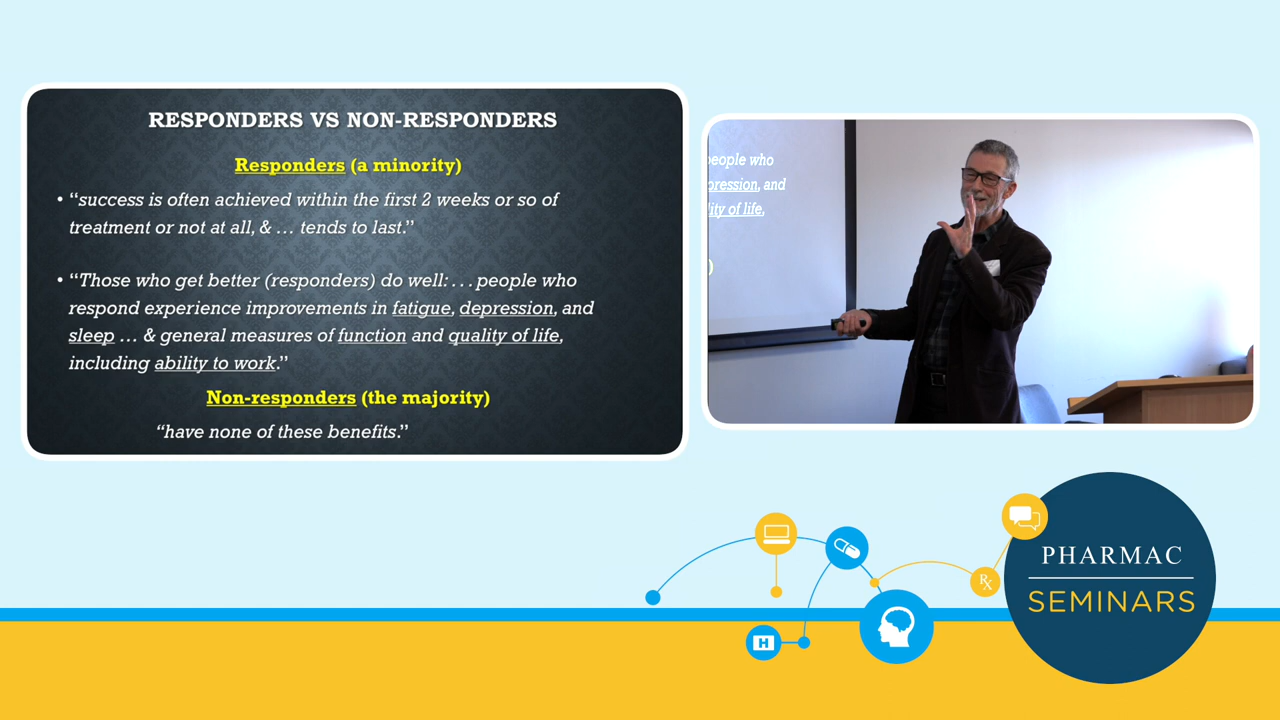 RESPONDERS VS NON-RESPONDERS
Responders (a minority)
• “success is often achieved within the first 2 weeks or so of
treatment or not at all, & … tends to last.”
• “Those who get better (responders) do well: . . . people who
respond experience improvements in fatigue, depression, and
sleep … & general measures of function and quality of life,
including ability to work.”
Non-responders (the majority)
“have none of these benefits.”
people who
pression, and
lity of life,
)
H
Rx
PHARMAC
SEMINARS